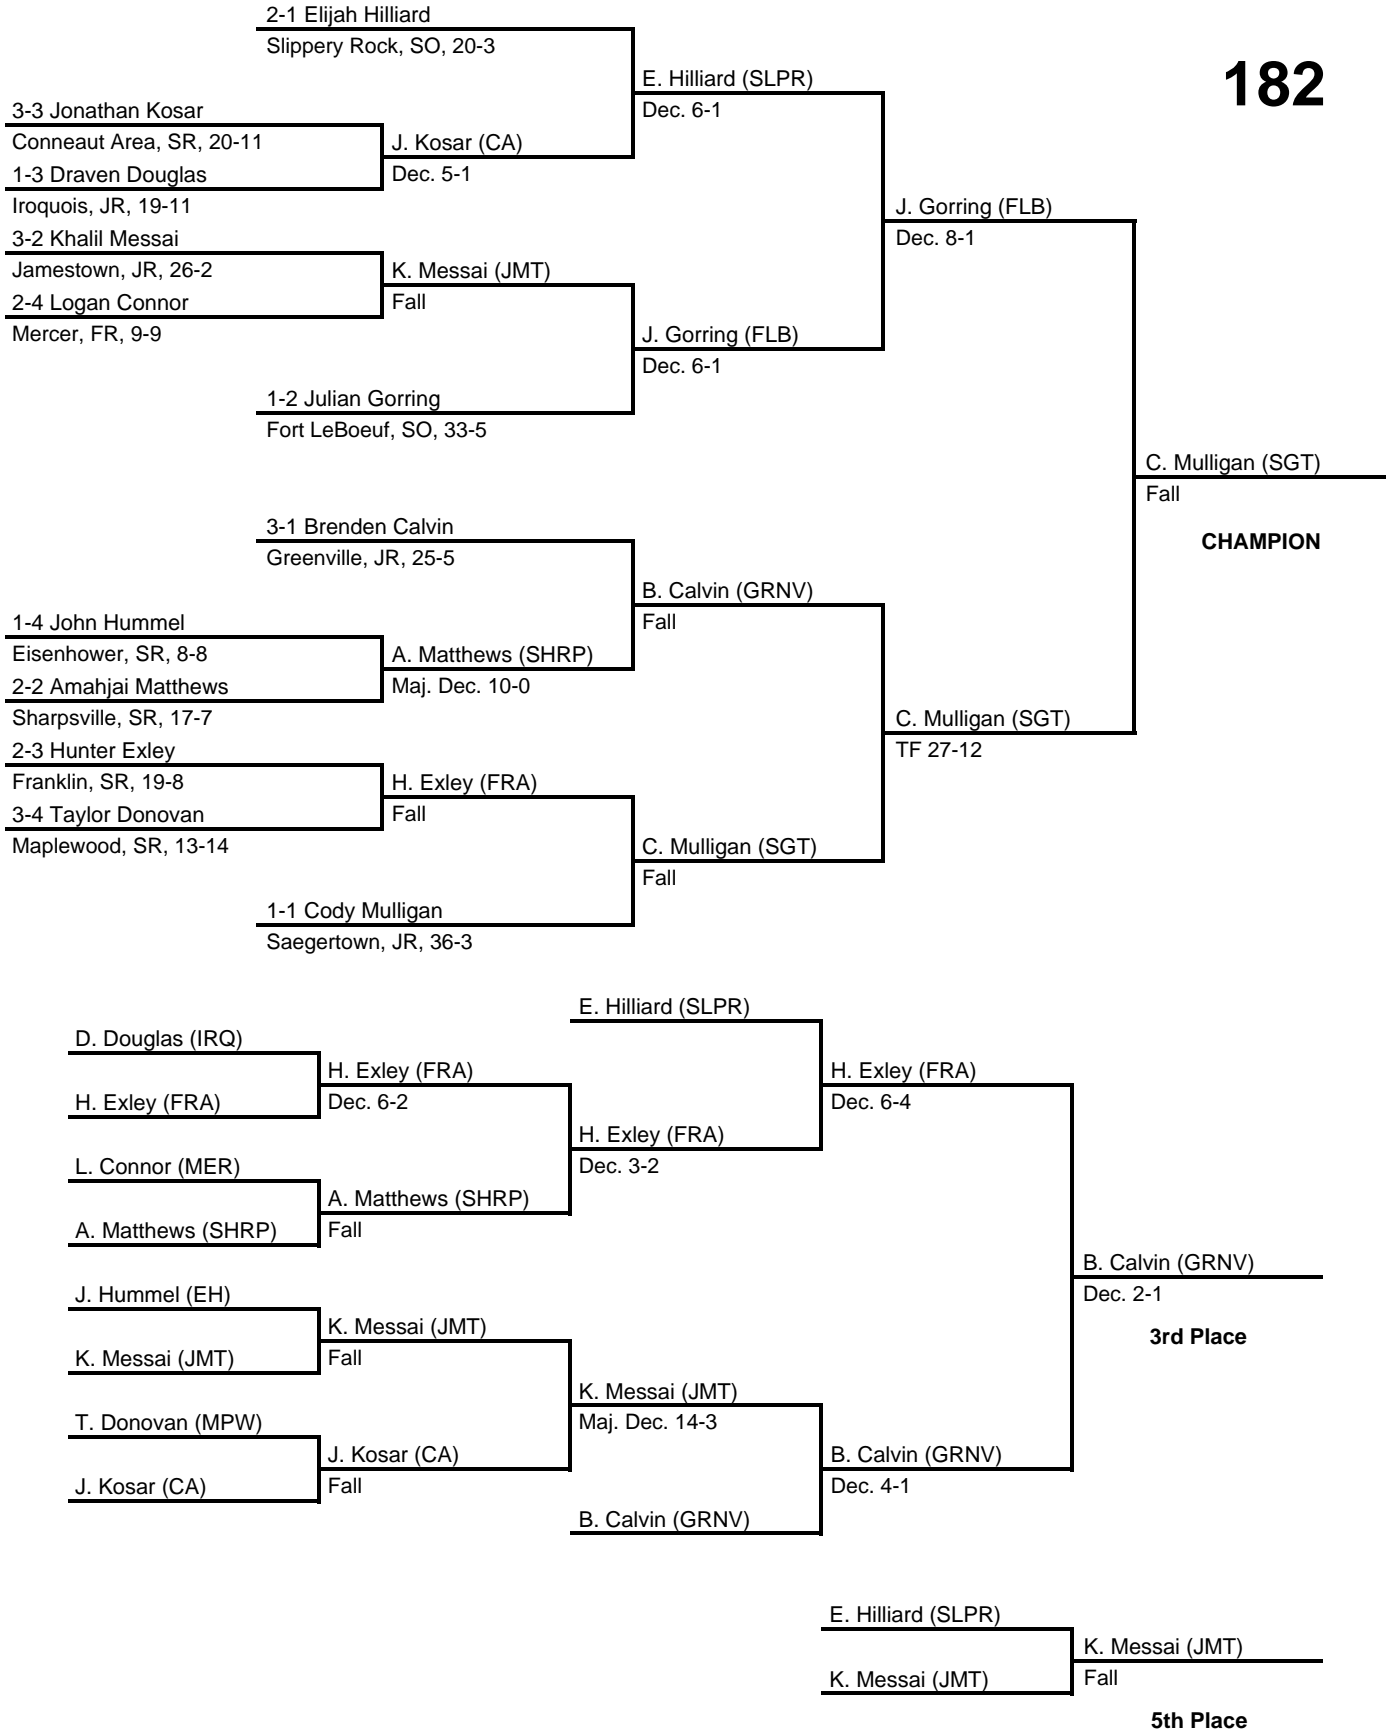 2-1 Elijah Hilliard
Slippery Rock, SO, 20-3
182
E. Hilliard (SLPR)
Dec. 6-1
3-3 Jonathan Kosar
Conneaut Area, SR, 20-11
J. Kosar (CA)
Dec. 5-1
1-3 Draven Douglas
Iroquois, JR, 19-11
J. Gorring (FLB)
Dec. 8-1
3-2 Khalil Messai
Jamestown, JR, 26-2
K. Messai (JMT)
Fall
2-4 Logan Connor
Mercer, FR, 9-9
J. Gorring (FLB)
Dec. 6-1
1-2 Julian Gorring
Fort LeBoeuf, SO, 33-5
C. Mulligan (SGT)
Fall
CHAMPION
3-1 Brenden Calvin
Greenville, JR, 25-5
B. Calvin (GRNV)
Fall
1-4 John Hummel
Eisenhower, SR, 8-8
A. Matthews (SHRP)
Maj. Dec. 10-0
2-2 Amahjai Matthews
Sharpsville, SR, 17-7
C. Mulligan (SGT)
TF 27-12
2-3 Hunter Exley
Franklin, SR, 19-8
H. Exley (FRA)
Fall
3-4 Taylor Donovan
Maplewood, SR, 13-14
C. Mulligan (SGT)
Fall
1-1 Cody Mulligan
Saegertown, JR, 36-3
E. Hilliard (SLPR)
D. Douglas (IRQ)
H. Exley (FRA)
Dec. 6-2
H. Exley (FRA)
H. Exley (FRA)
Dec. 6-4
H. Exley (FRA)
Dec. 3-2
L. Connor (MER)
A. Matthews (SHRP)
Fall
A. Matthews (SHRP)
B. Calvin (GRNV)
Dec. 2-1
3rd Place
J. Hummel (EH)
K. Messai (JMT)
Fall
K. Messai (JMT)
K. Messai (JMT)
Maj. Dec. 14-3
T. Donovan (MPW)
J. Kosar (CA)
Fall
J. Kosar (CA)
B. Calvin (GRNV)
Dec. 4-1
B. Calvin (GRNV)
E. Hilliard (SLPR)
K. Messai (JMT)
Fall
K. Messai (JMT)
5th Place